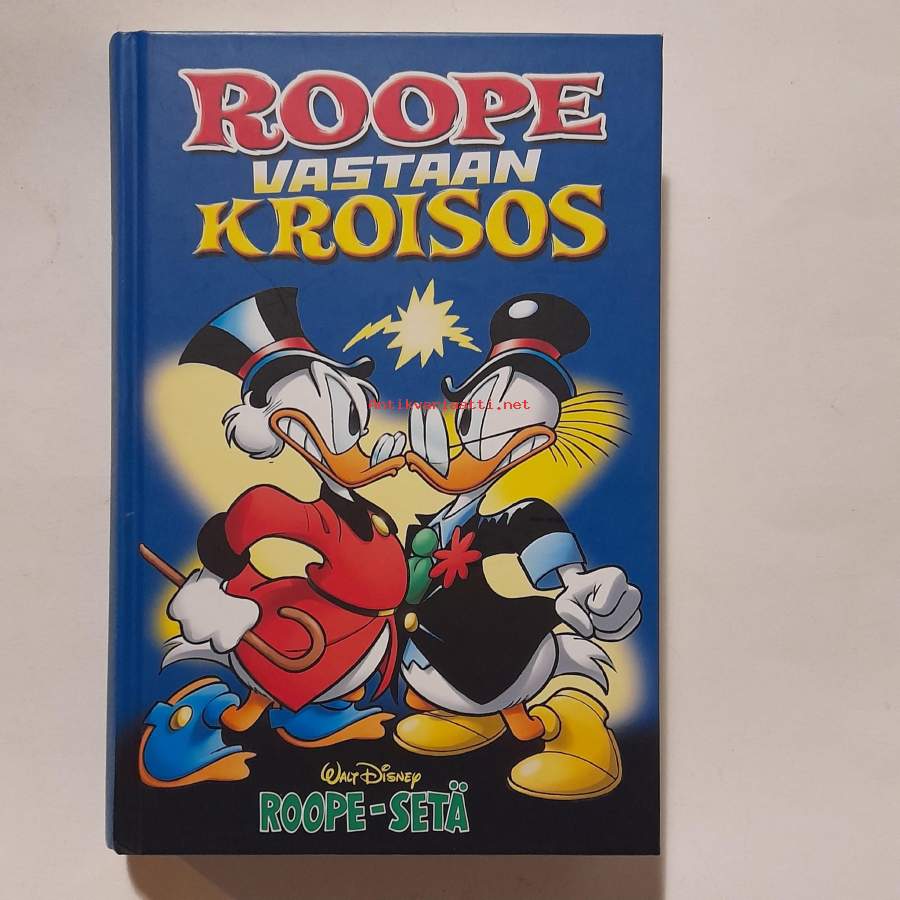 ROOPE
VASTAAN
KROISOS
Antikvariaatti.net
WALT DISNEY
ROOPE-SETÄ